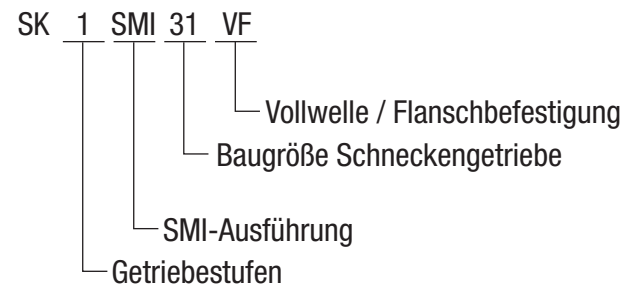 SK 1 SMI 31 VF
Vollwelle / Flanschbefestigung
Baugröße Schneckengetriebe
SMI-Ausführung
Getriebestufen